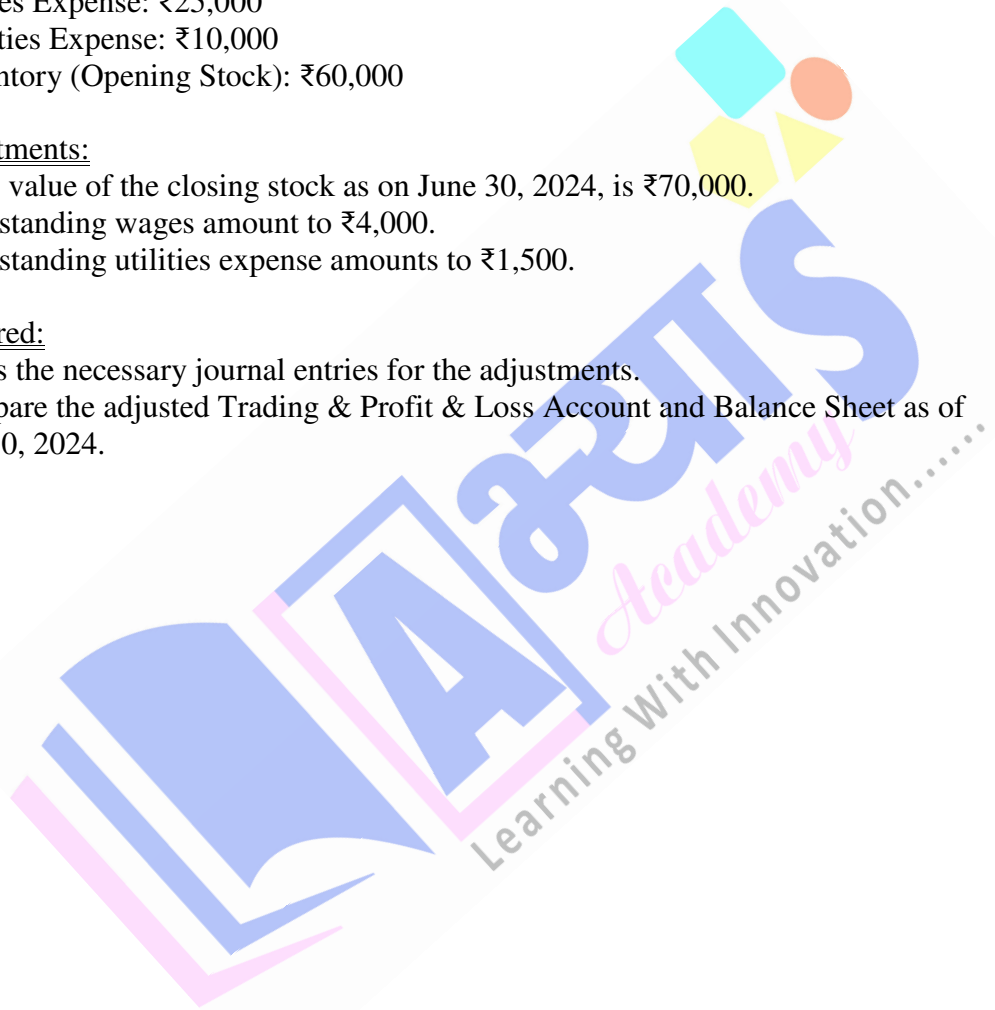 es Expense: ₹25,000
ties Expense: ₹10,000
ntory (Opening Stock): ₹60,000
tments:
value of the closing stock as on June 30, 2024, is ₹70,000.
standing wages amount to ₹4,000.
standing utilities expense amounts to ₹1,500.
red:
s the necessary journal entries for the adjustments.
pare the adjusted Trading & Profit & Loss Account and Balance Sheet as of
0, 2024.
Aभ्याS
Academy
Learning With Innovation......